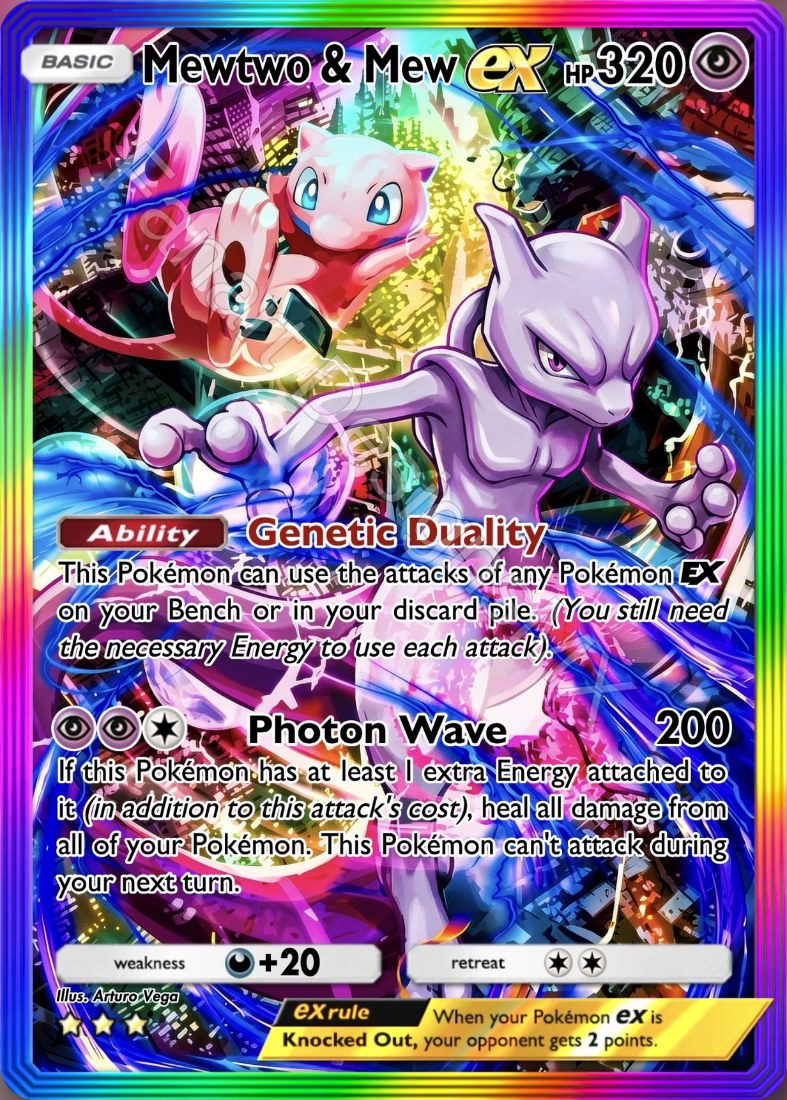 BASIC Mewtwo & Mew ex HP 320
Ability Genetic Duality
This Pokémon can use the attacks of any Pokémon EX
on your Bench or in your discard pile. (You still need
the necessary Energy to use each attack).
Photon Wave 200
If this Pokémon has at least 1 extra Energy attached to
it (in addition to this attack's cost), heal all damage from
all of your Pokémon. This Pokémon can't attack during
your next turn.
weakness +20 retreat
Illus. Arturo Vega
ex rule When your Pokémon ex is
Knocked Out, your opponent gets 2 points.